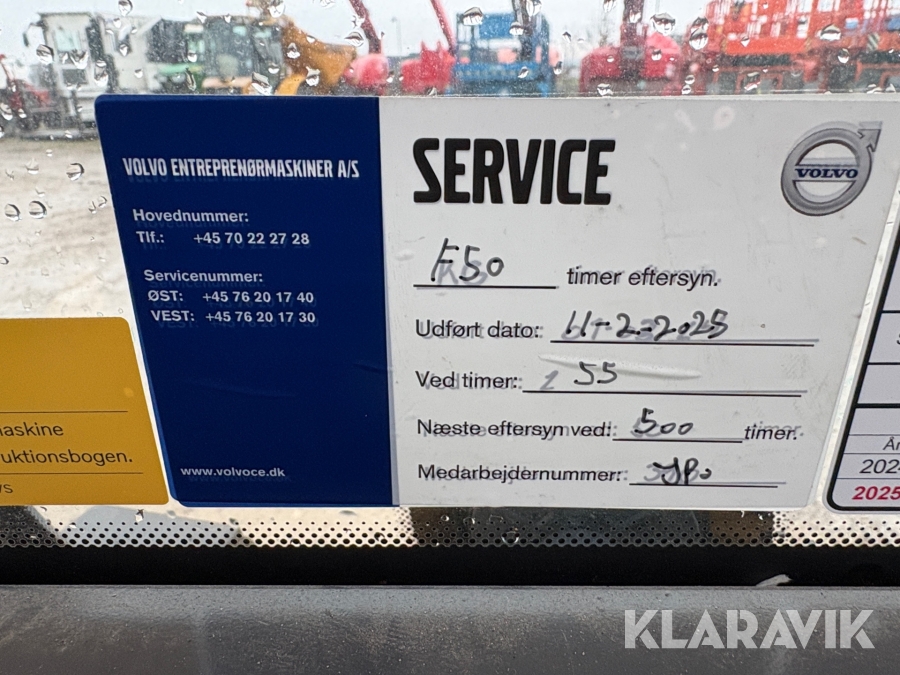 VOLVO ENTREPRENØRMASKINER A/S
Hovednummer:
Tlf.: +45 70 22 27 28
Servicenummer:
ØST: +45 76 20 17 40
VEST: +45 76 20 17 30
www.volvoce.dk
SERVICE
VOLVO
F50 timer eftersyn.
Udført dato: 11-2-2025
Ved timer: 55
Næste eftersyn ved: 500 timer.
Medarbejdernummer:
maskine
uktionsbogen.
2024
2025
KLARAVIK